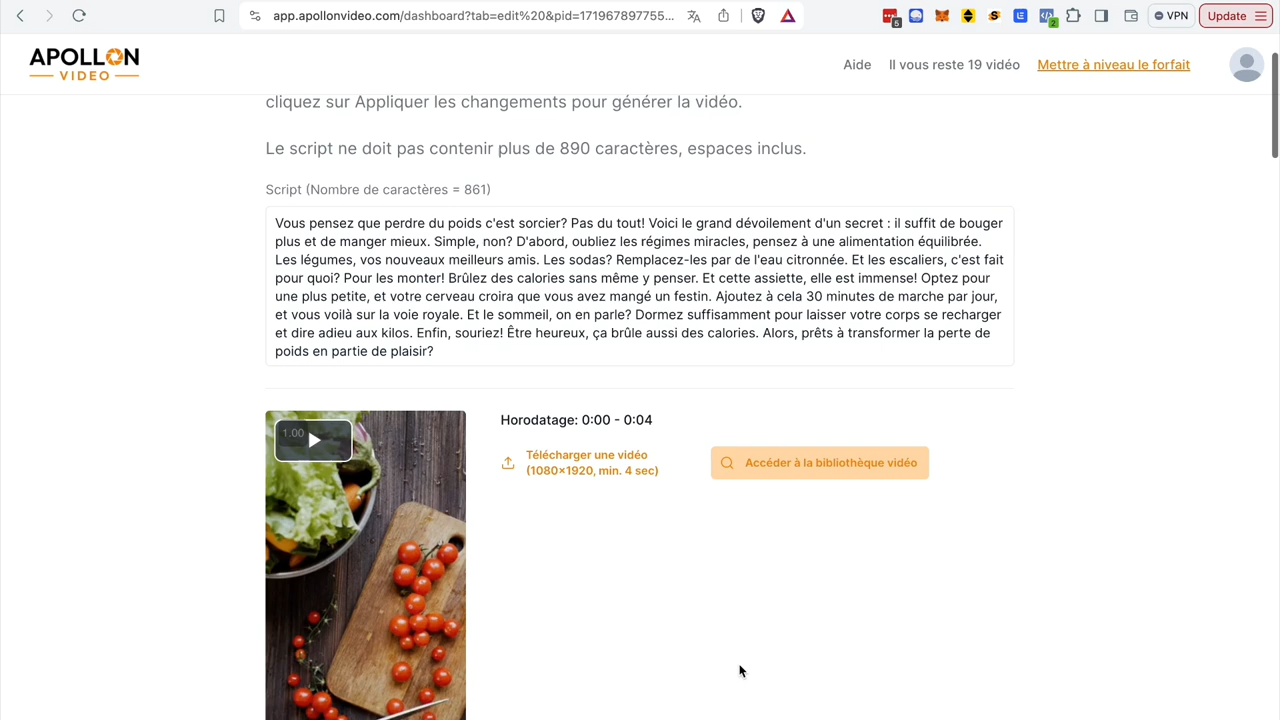 app.apollonvideo.com/dashboard?tab=edit%20&pid=171967897755...
5
2
VPN
Update
APOLLON
VIDEO
Aide
Il vous reste 19 vidéo
Mettre à niveau le forfait
cliquez sur Appliquer les changements pour générer la vidéo.
Le script ne doit pas contenir plus de 890 caractères, espaces inclus.
Script (Nombre de caractères = 861)
Vous pensez que perdre du poids c'est sorcier? Pas du tout! Voici le grand dévoilement d'un secret : il suffit de bouger
plus et de manger mieux. Simple, non? D'abord, oubliez les régimes miracles, pensez à une alimentation équilibrée.
Les légumes, vos nouveaux meilleurs amis. Les sodas? Remplacez-les par de l'eau citronnée. Et les escaliers, c'est fait
pour quoi? Pour les monter! Brûlez des calories sans même y penser. Et cette assiette, elle est immense! Optez pour
une plus petite, et votre cerveau croira que vous avez mangé un festin. Ajoutez à cela 30 minutes de marche par jour,
et vous voilà sur la voie royale. Et le sommeil, on en parle? Dormez suffisamment pour laisser votre corps se recharger
et dire adieu aux kilos. Enfin, souriez! Être heureux, ça brûle aussi des calories. Alors, prêts à transformer la perte de
poids en partie de plaisir?
1.00
Horodatage: 0:00 - 0:04
Télécharger une vidéo
(1080x1920, min. 4 sec)
Accéder à la bibliothèque vidéo